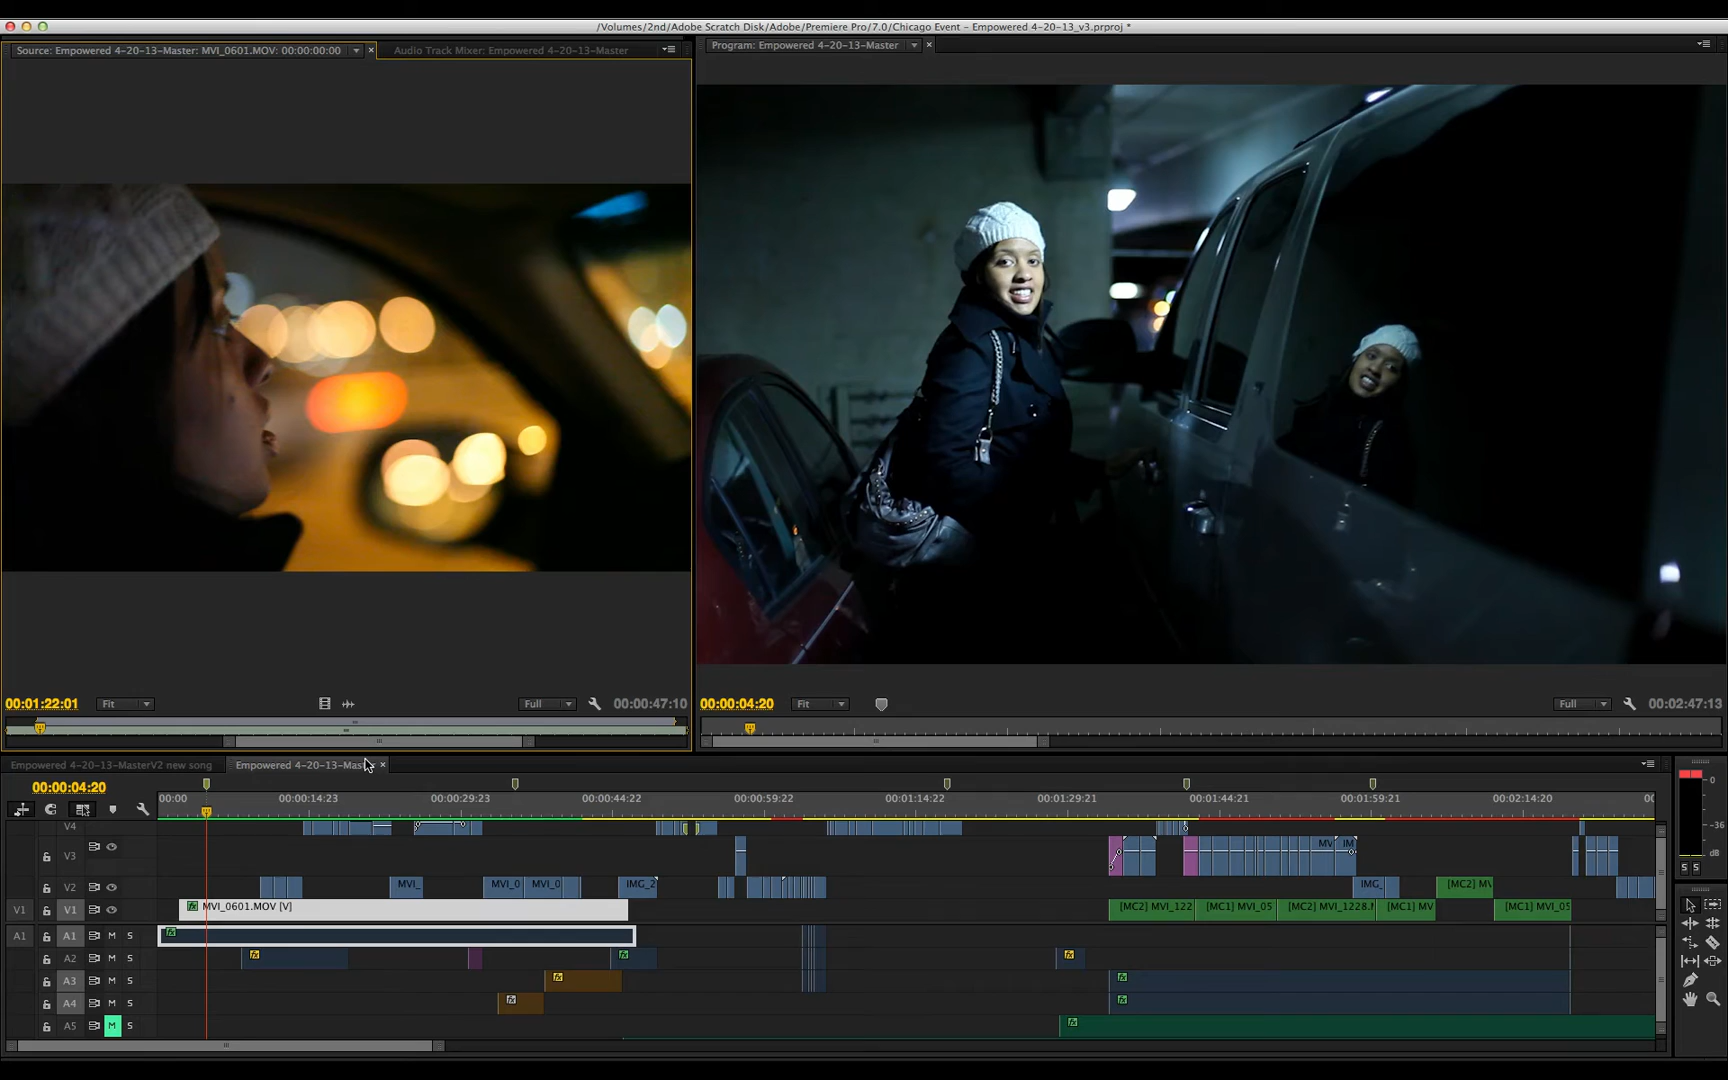 /Volumes/2nd/Adobe Scratch Disk/Adobe/Premiere Pro/7.0/Chicago Event - Empowered 4-20-13_v3.prproj *
Source: Empowered 4-20-13-Master: MVI_0601.MOV: 00:00:00:00
Audio Track Mixer: Empowered 4-20-13-Master
Program: Empowered 4-20-13-Master
00:01:22:01
Fit
Full
00:00:47:10
00:00:04:20
Fit
Full
00:02:47:13
Empowered 4-20-13-MasterV2 new song
Empowered 4-20-13-Mast
00:00:04:20
00:00
00:00:14:23
00:00:29:23
00:00:44:22
00:00:59:22
00:01:14:22
00:01:29:21
00:01:44:21
00:01:59:21
00:02:14:20
00
0
-36
dB
S S
V4
V3
MV
IM
V2
MVI_
MVI_0
MVI_0
IMG_2
IMG_
[MC2] MV
V1
V1
MVI_0601.MOV [V]
[MC2] MVI_122
[MC1] MVI_05
[MC2] MVI_1228.M
[MC1] MV
[MC1] MVI_05
A1
A1
M
S
A2
M
S
A3
M
S
A4
M
S
A5
M
S